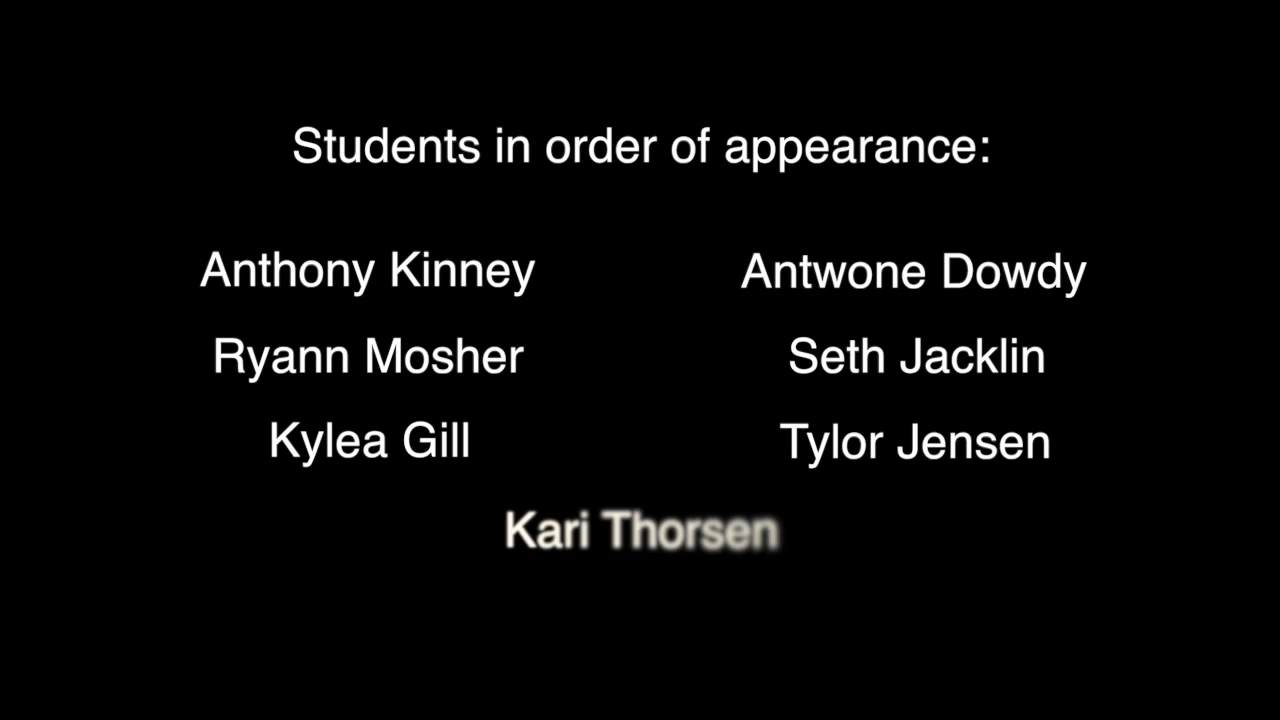 Students in order of appearance:
Anthony Kinney
Antwone Dowdy
Ryann Mosher
Seth Jacklin
Kylea Gill
Tylor Jensen
Kari Thorsen